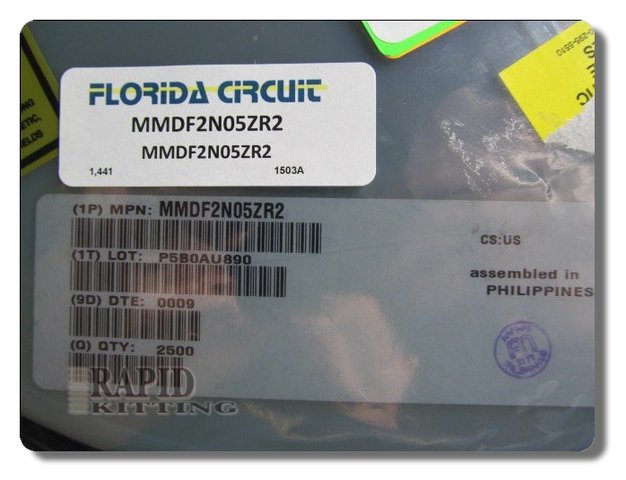 FLORIDA CIRCUIT
MMDF2N05ZR2
MMDF2N05ZR2
1,441 1503A
(1P) MPN: MMDF2N05ZR2
(1T) LOT: P5B0AU890
(9D) DTE: 0009
(Q) QTY: 2500
CS:US
assembled in
PHILIPPINES
RAPID
KITTING